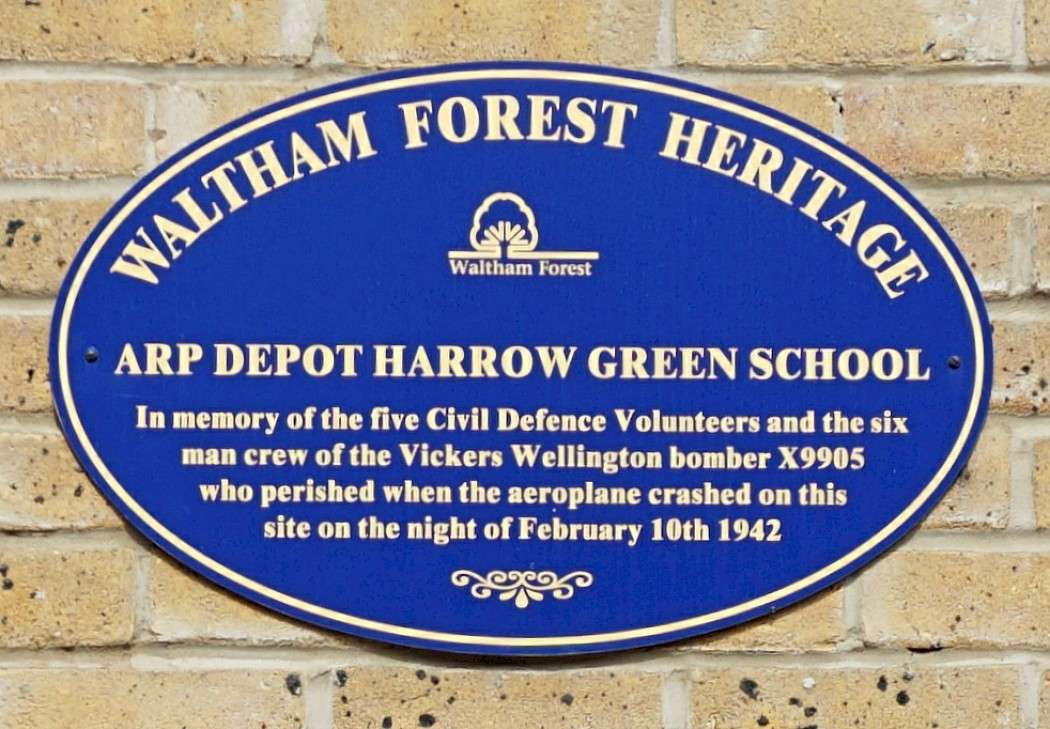 WALTHAM FOREST HERITAGE
Waltham Forest
ARP DEPOT HARROW GREEN SCHOOL
In memory of the five Civil Defence Volunteers and the six
man crew of the Vickers Wellington bomber X9905
who perished when the aeroplane crashed on this
site on the night of February 10th 1942